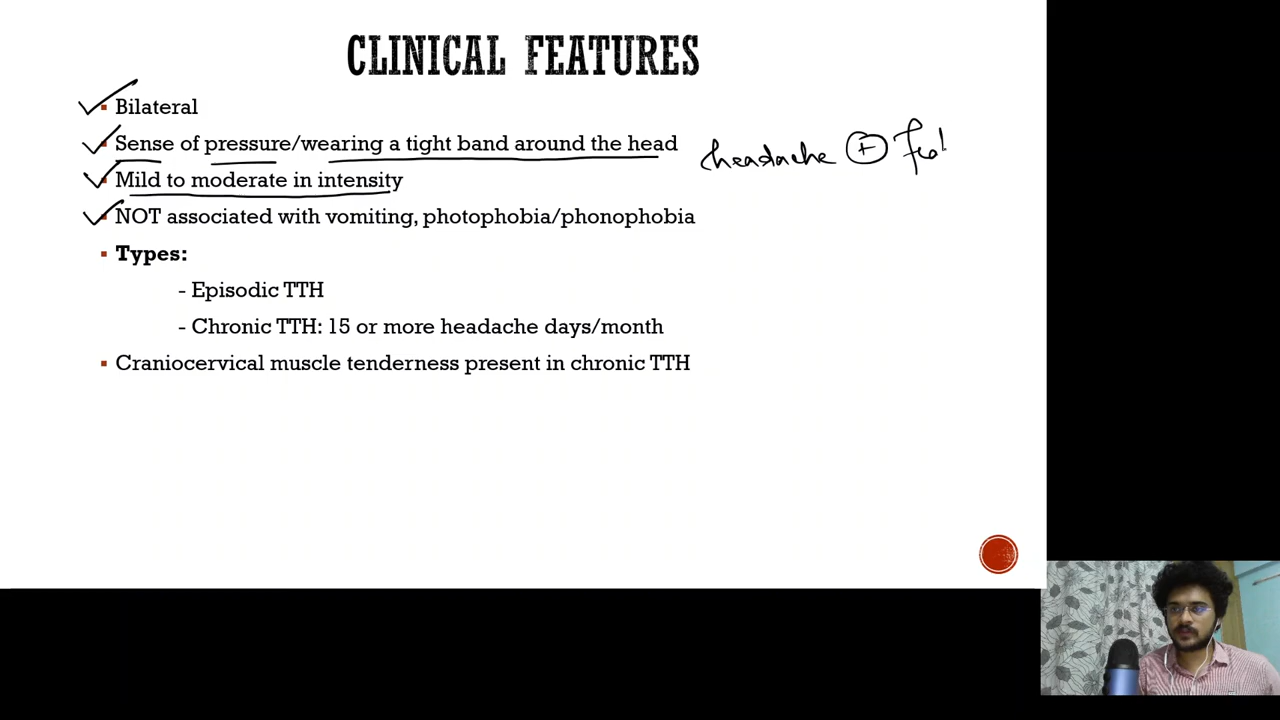 CLINICAL FEATURES
▪ Bilateral
▪ Sense of pressure/wearing a tight band around the head
headache +
▪ Mild to moderate in intensity
▪ NOT associated with vomiting, photophobia/phonophobia
▪ Types:
- Episodic TTH
- Chronic TTH: 15 or more headache days/month
▪ Craniocervical muscle tenderness present in chronic TTH